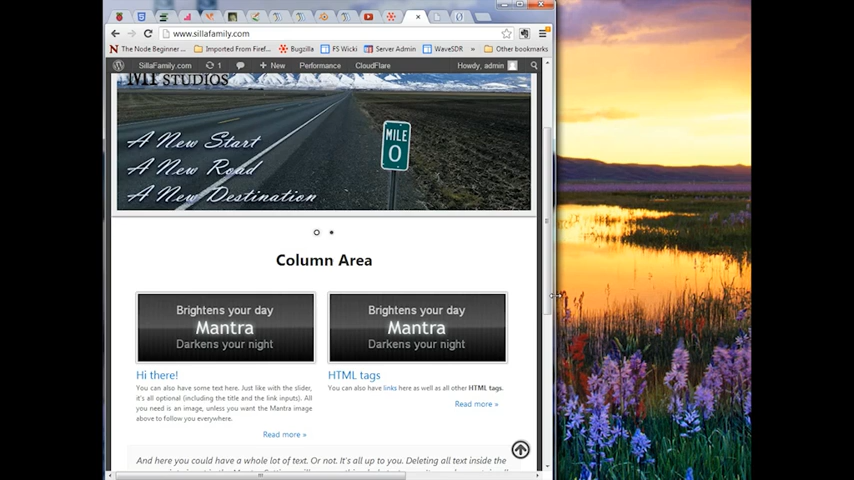 www.sillafamily.com
The Node Beginner ...
Imported From Firef...
Bugzilla
FS Wiki
Server Admin
WaveSDR
»
Other bookmarks
SillaFamily.com
1
+ New
Performance
CloudFlare
Howdy, admin
STUDIOS
A New Start
A New Road
A New Destination
MILE
0
Column Area
Brightens your day
Mantra
Darkens your night
Hi there!
You can also have some text here. Just like with the slider,
it's all optional (including the title and the link inputs). All
you need is an image, unless you want the Mantra image
above to follow you everywhere.
Read more »
Brightens your day
Mantra
Darkens your night
HTML tags
You can also have links here as well as all other HTML tags.
Read more »
And here you could have a whole lot of text. Or not. It's all up to you. Deleting all text inside the